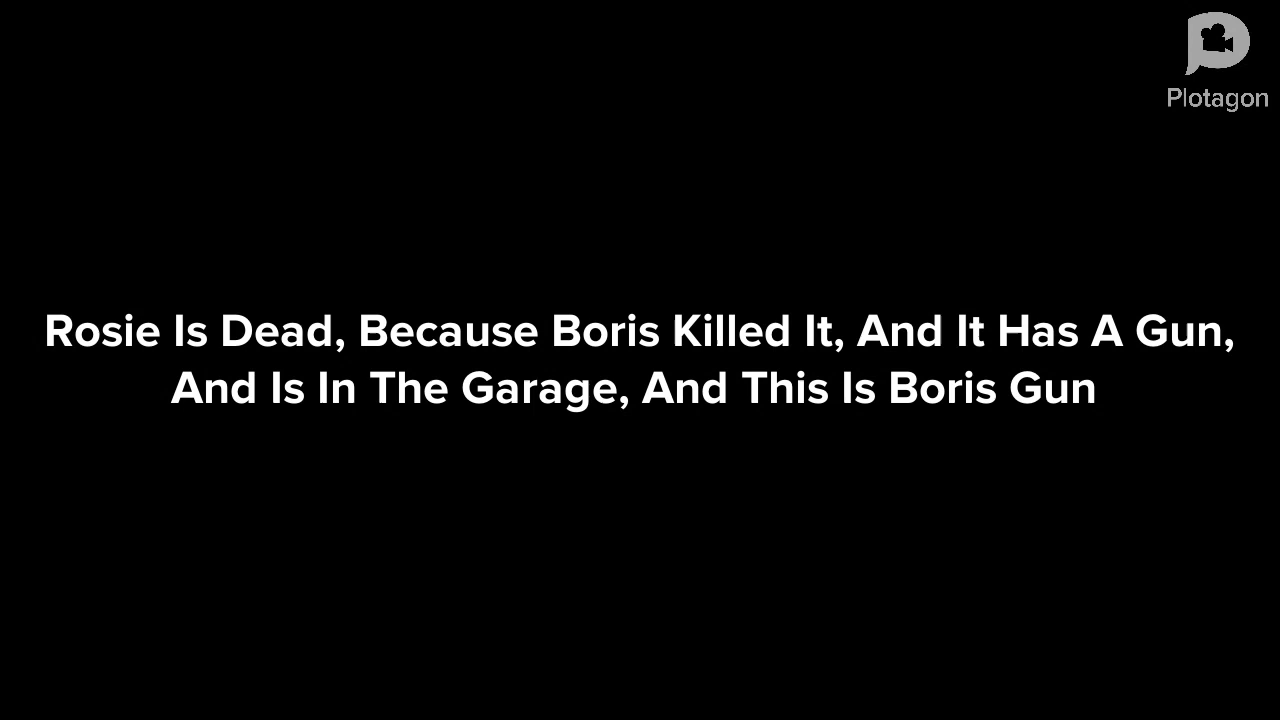 Plotagon
Rosie Is Dead, Because Boris Killed It, And It Has A Gun,
And Is In The Garage, And This Is Boris Gun